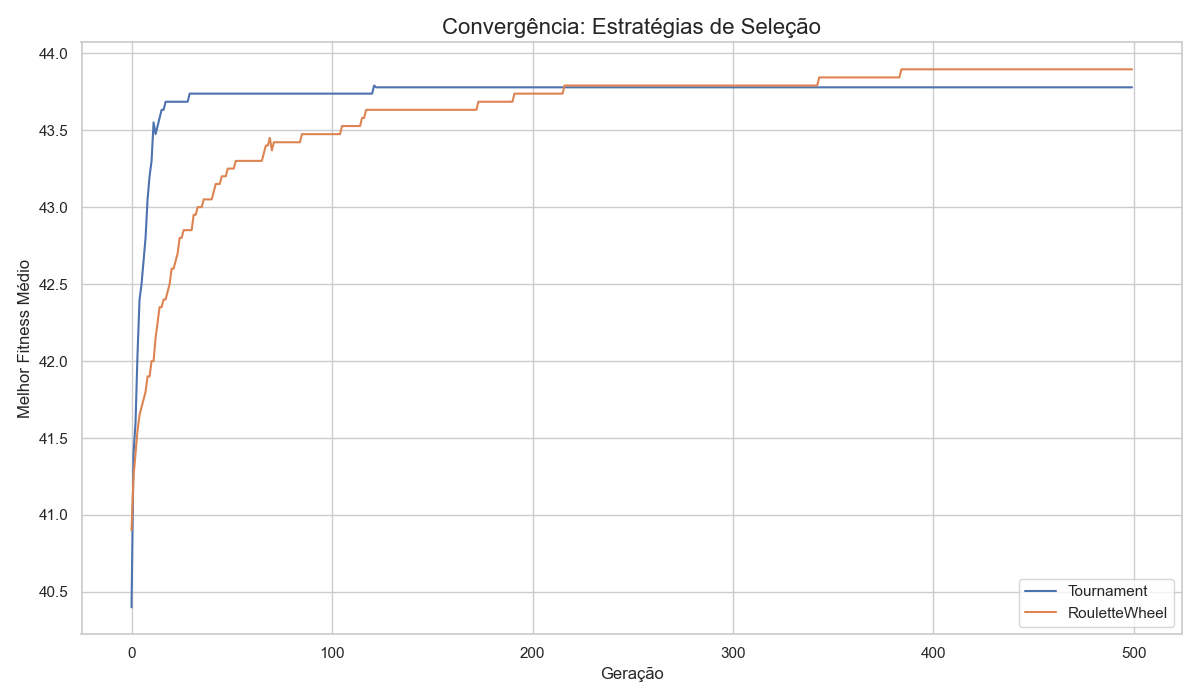 Convergência: Estratégias de Seleção
44.0
43.5
43.0
42.5
42.0
41.5
41.0
40.5
Melhor Fitness Médio
0 100 200 300 400 500
Geração
Tournament
RouletteWheel